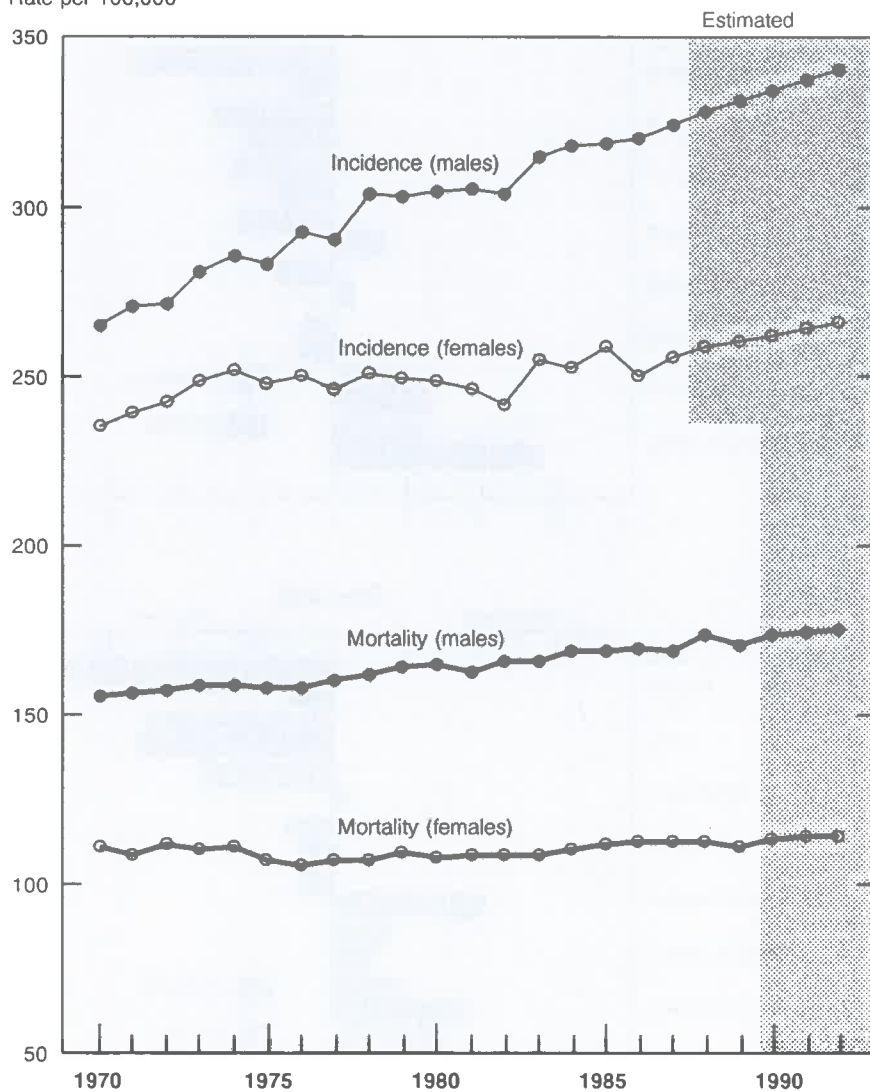 Rate per 100,000
Estimated
350
Incidence (males)
300
Incidence (females)
250
200
Mortality (males)
150
Mortality (females)
100
50
1970 1975 1980 1985 1990